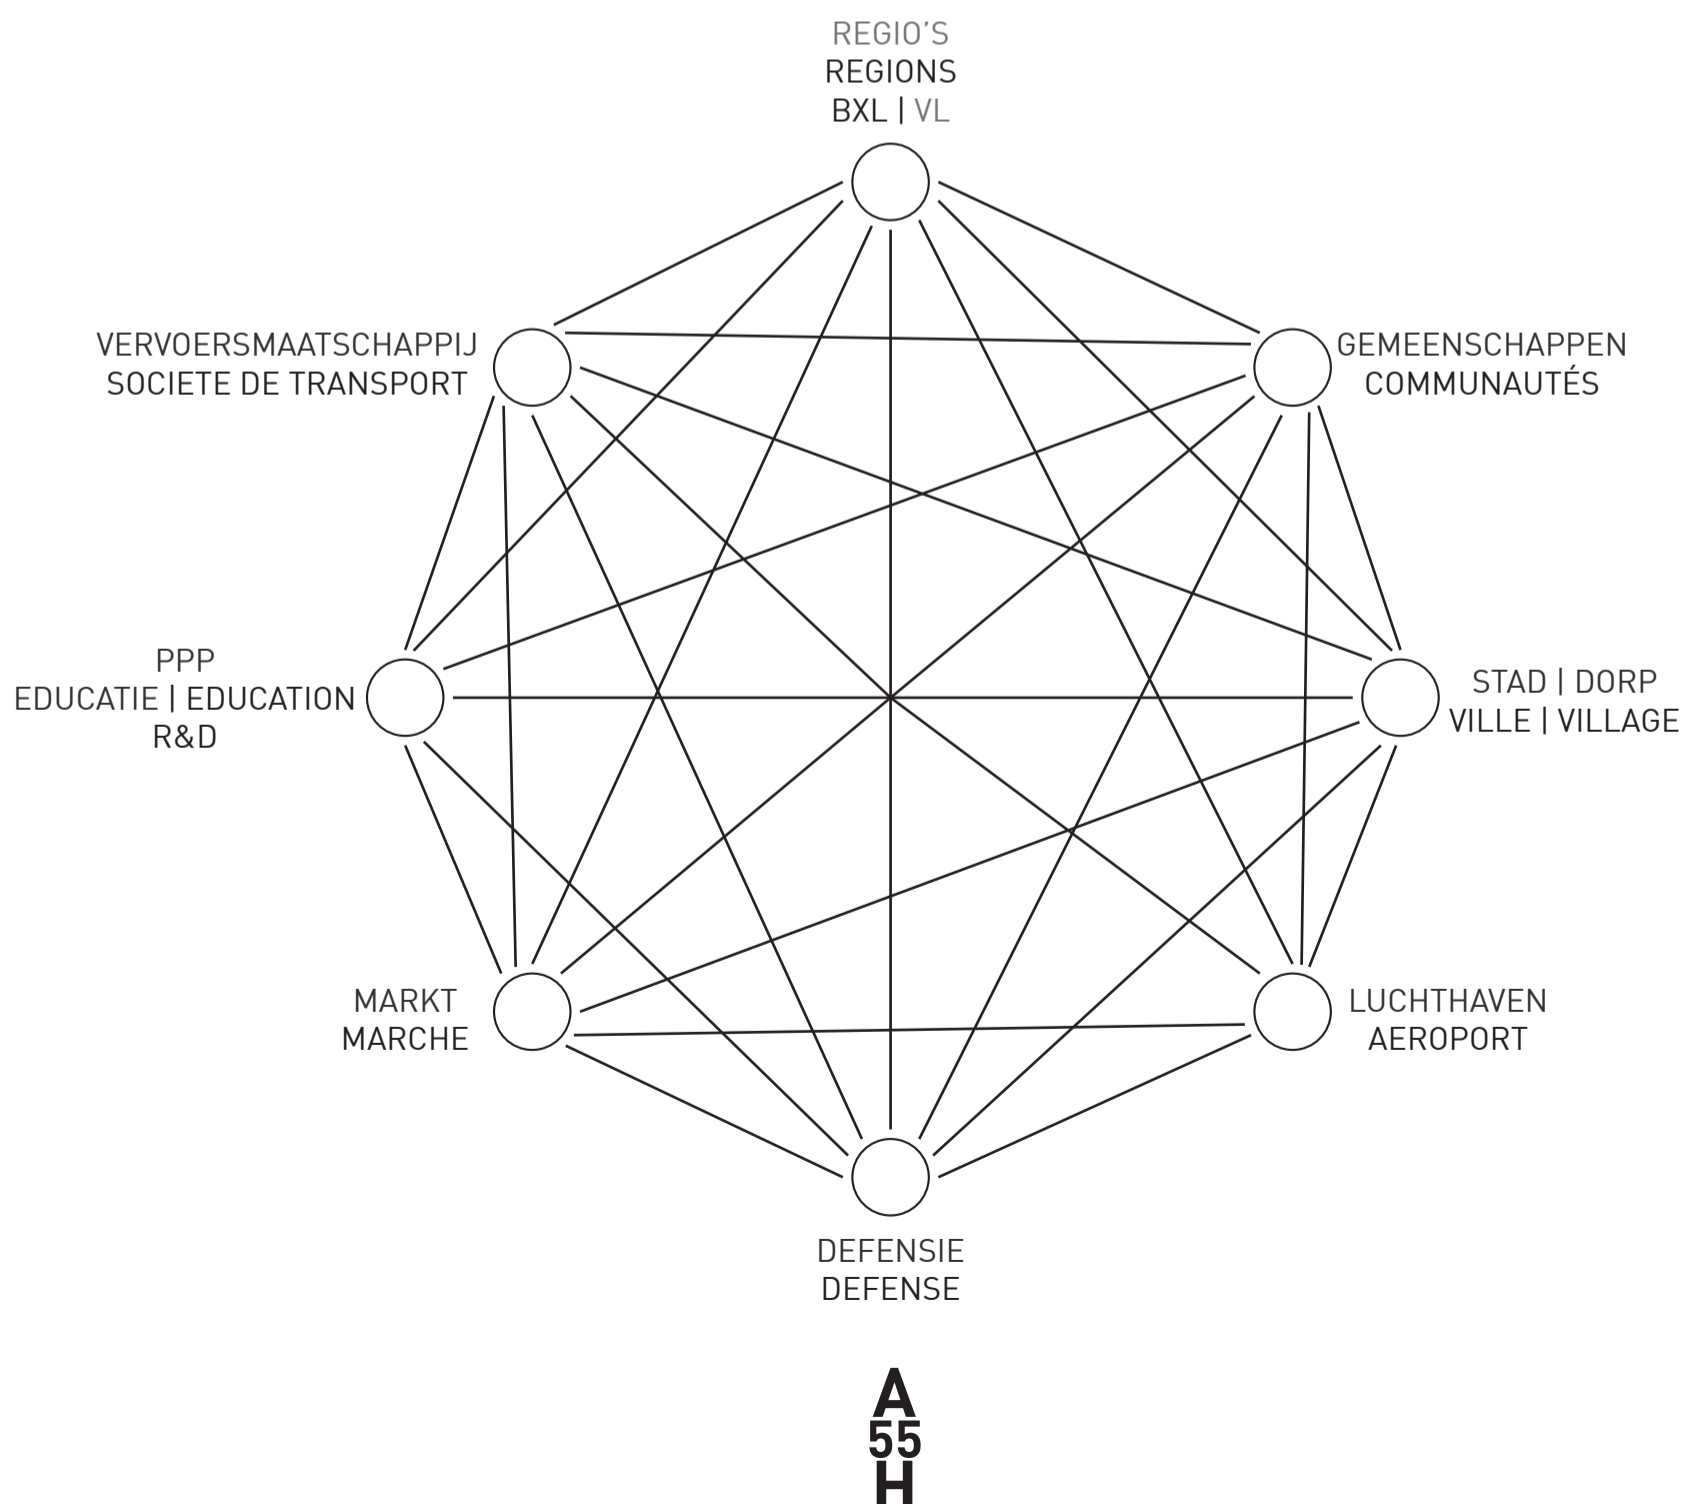 REGIO'S
REGIONS
BXL | VL
VERVOERSMAATSCHAPPIJ
SOCIETE DE TRANSPORT
GEMEENSCHAPPEN
COMMUNAUTÉS
PPP
EDUCATIE | EDUCATION
R&D
STAD | DORP
VILLE | VILLAGE
MARKT
MARCHE
LUCHTHAVEN
AEROPORT
DEFENSIE
DEFENSE
A
55
H